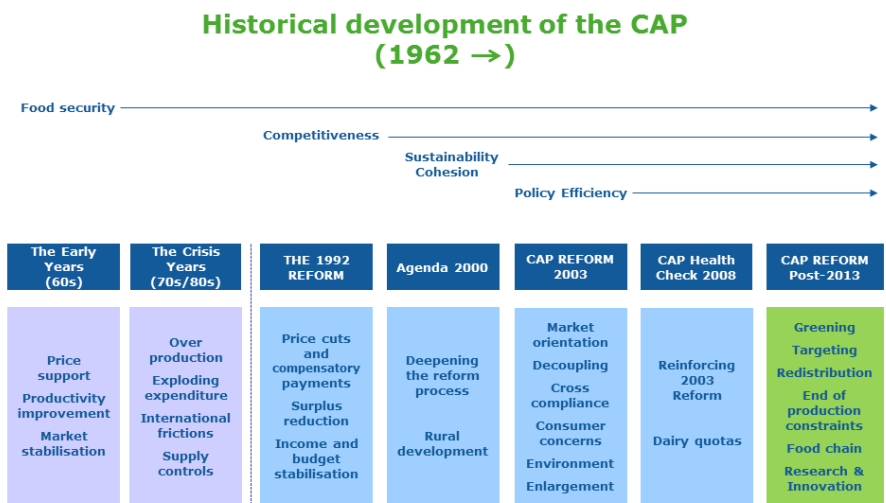 Historical development of the CAP
(1962 →)
Food security
Competitiveness
Sustainability
Cohesion
Policy Efficiency
The Early
Years
(60s)
The Crisis
Years
(70s/80s)
THE 1992
REFORM
Agenda 2000
CAP REFORM
2003
CAP Health
Check 2008
CAP REFORM
Post-2013
Price
support
Productivity
improvement
Market
stabilisation
Over
production
Exploding
expenditure
International
frictions
Supply
controls
Price cuts
and
compensatory
payments
Surplus
reduction
Income and
budget
stabilisation
Deepening
the reform
process
Rural
development
Market
orientation
Decoupling
Cross
compliance
Consumer
concerns
Environment
Enlargement
Reinforcing
2003
Reform
Dairy quotas
Greening
Targeting
Redistribution
End of
production
constraints
Food chain
Research &
Innovation